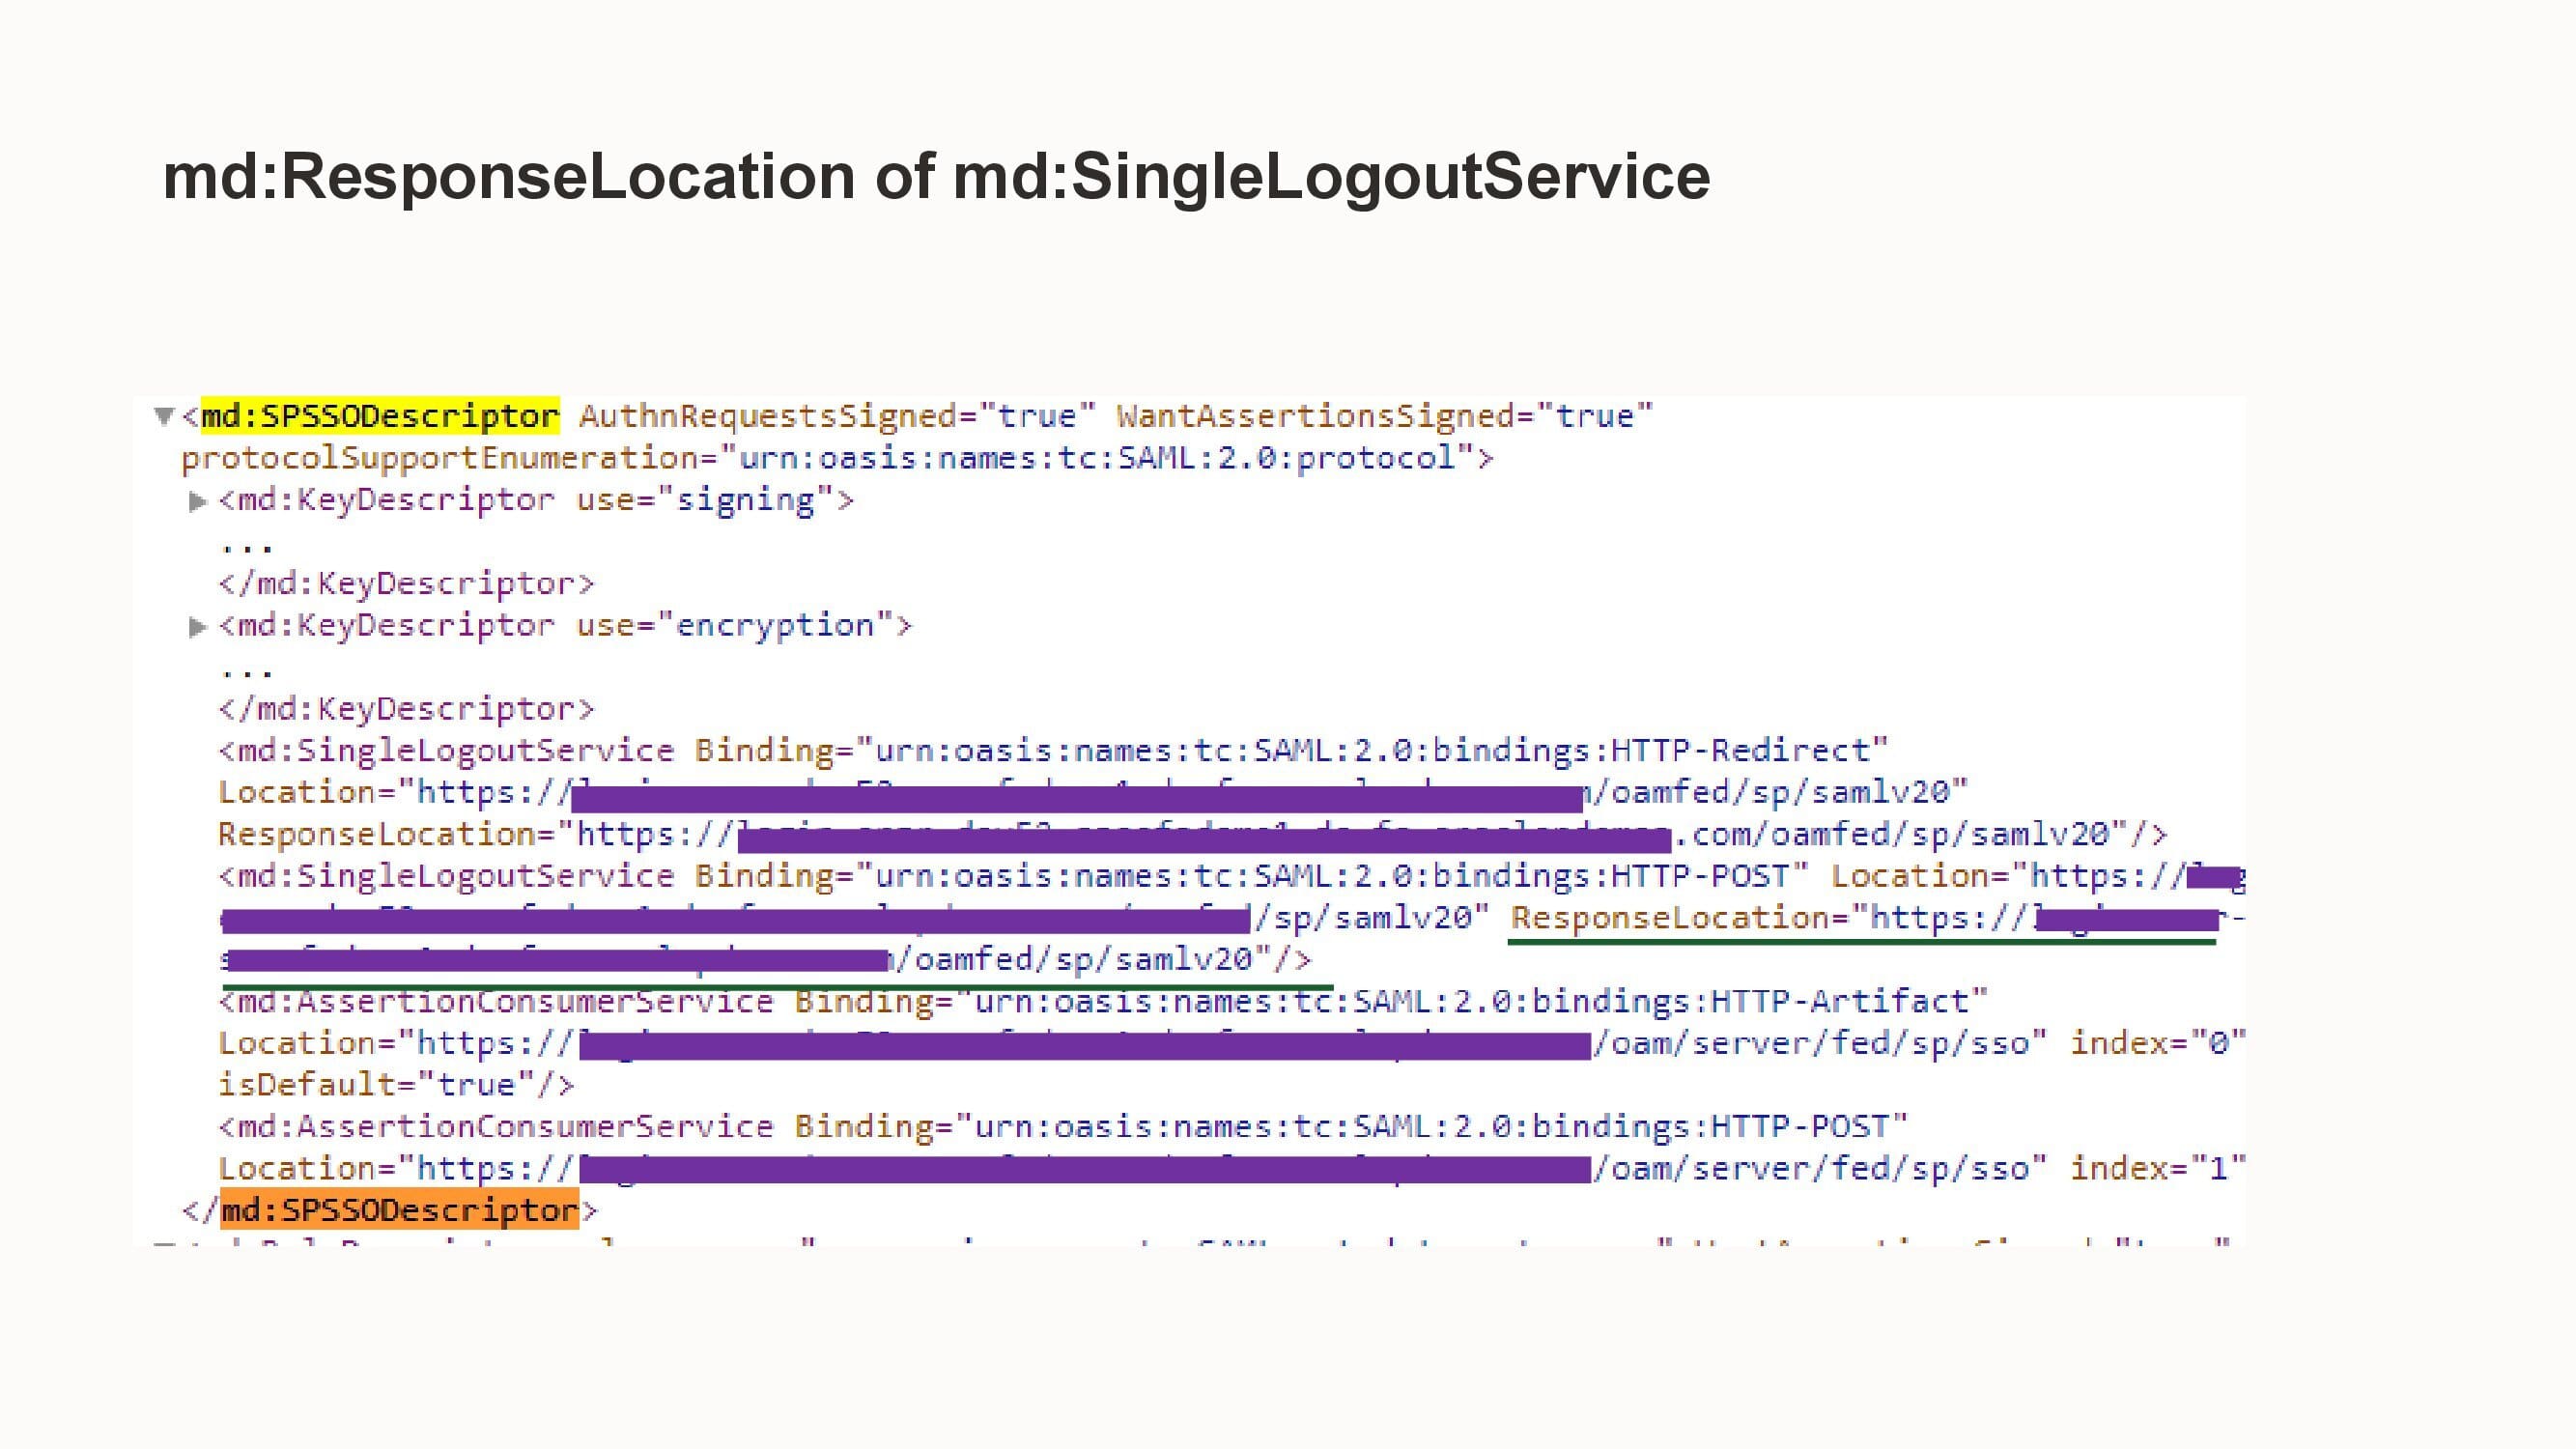 md:ResponseLocation of md:SingleLogoutService
<md:SPSSODescriptor AuthnRequestsSigned="true" WantAssertionsSigned="true"
protocolSupportEnumeration="urn:oasis:names:tc:SAML:2.0:protocol">
<md:KeyDescriptor use="signing">
...
</md:KeyDescriptor>
<md:KeyDescriptor use="encryption">
...
</md:KeyDescriptor>
<md:SingleLogoutService Binding="urn:oasis:names:tc:SAML:2.0:bindings:HTTP-Redirect"
Location="https:// /oamfed/sp/samlv20"
ResponseLocation="https:// .com/oamfed/sp/samlv20"/>
<md:SingleLogoutService Binding="urn:oasis:names:tc:SAML:2.0:bindings:HTTP-POST" Location="https://
/sp/samlv20" ResponseLocation="https://
/oamfed/sp/samlv20"/>
<md:AssertionConsumerService Binding="urn:oasis:names:tc:SAML:2.0:bindings:HTTP-Artifact"
Location="https:// /oam/server/fed/sp/sso" index="0"
isDefault="true"/>
<md:AssertionConsumerService Binding="urn:oasis:names:tc:SAML:2.0:bindings:HTTP-POST"
Location="https:// /oam/server/fed/sp/sso" index="1"
</md:SPSSODescriptor>